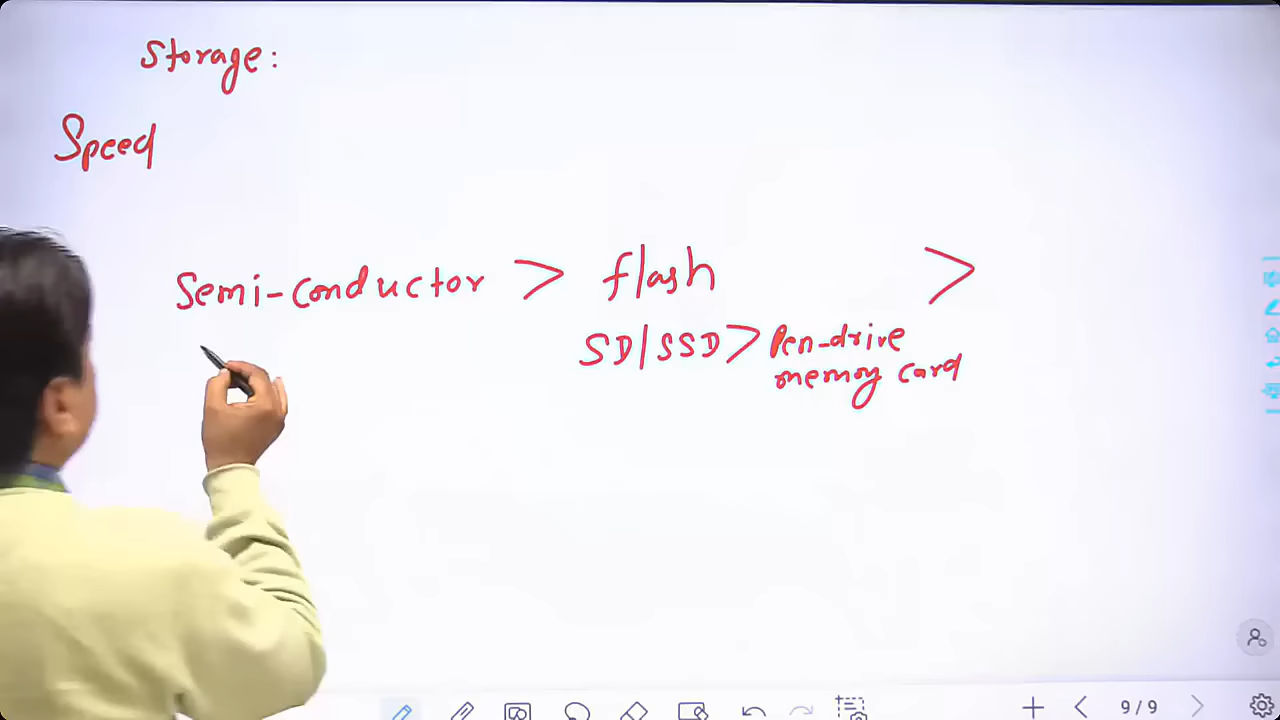 Storage:
Speed
Semi-conductor > flash >
SD/SSD > Pen-drive
memory card
9/9